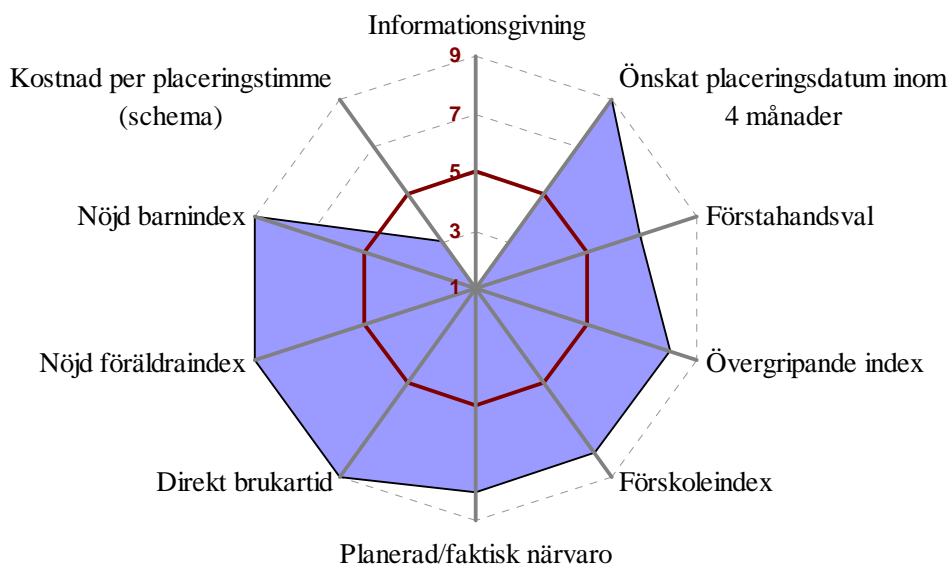 Informationsgivning
9
Kostnad per placeringstimme
(schema)
Önskat placeringsdatum inom
4 månader
7
5
Nöjd barnindex
3
Förstahandsval
1
Nöjd föräldraindex
Övergripande index
Direkt brukartid
Förskoleindex
Planerad/faktisk närvaro